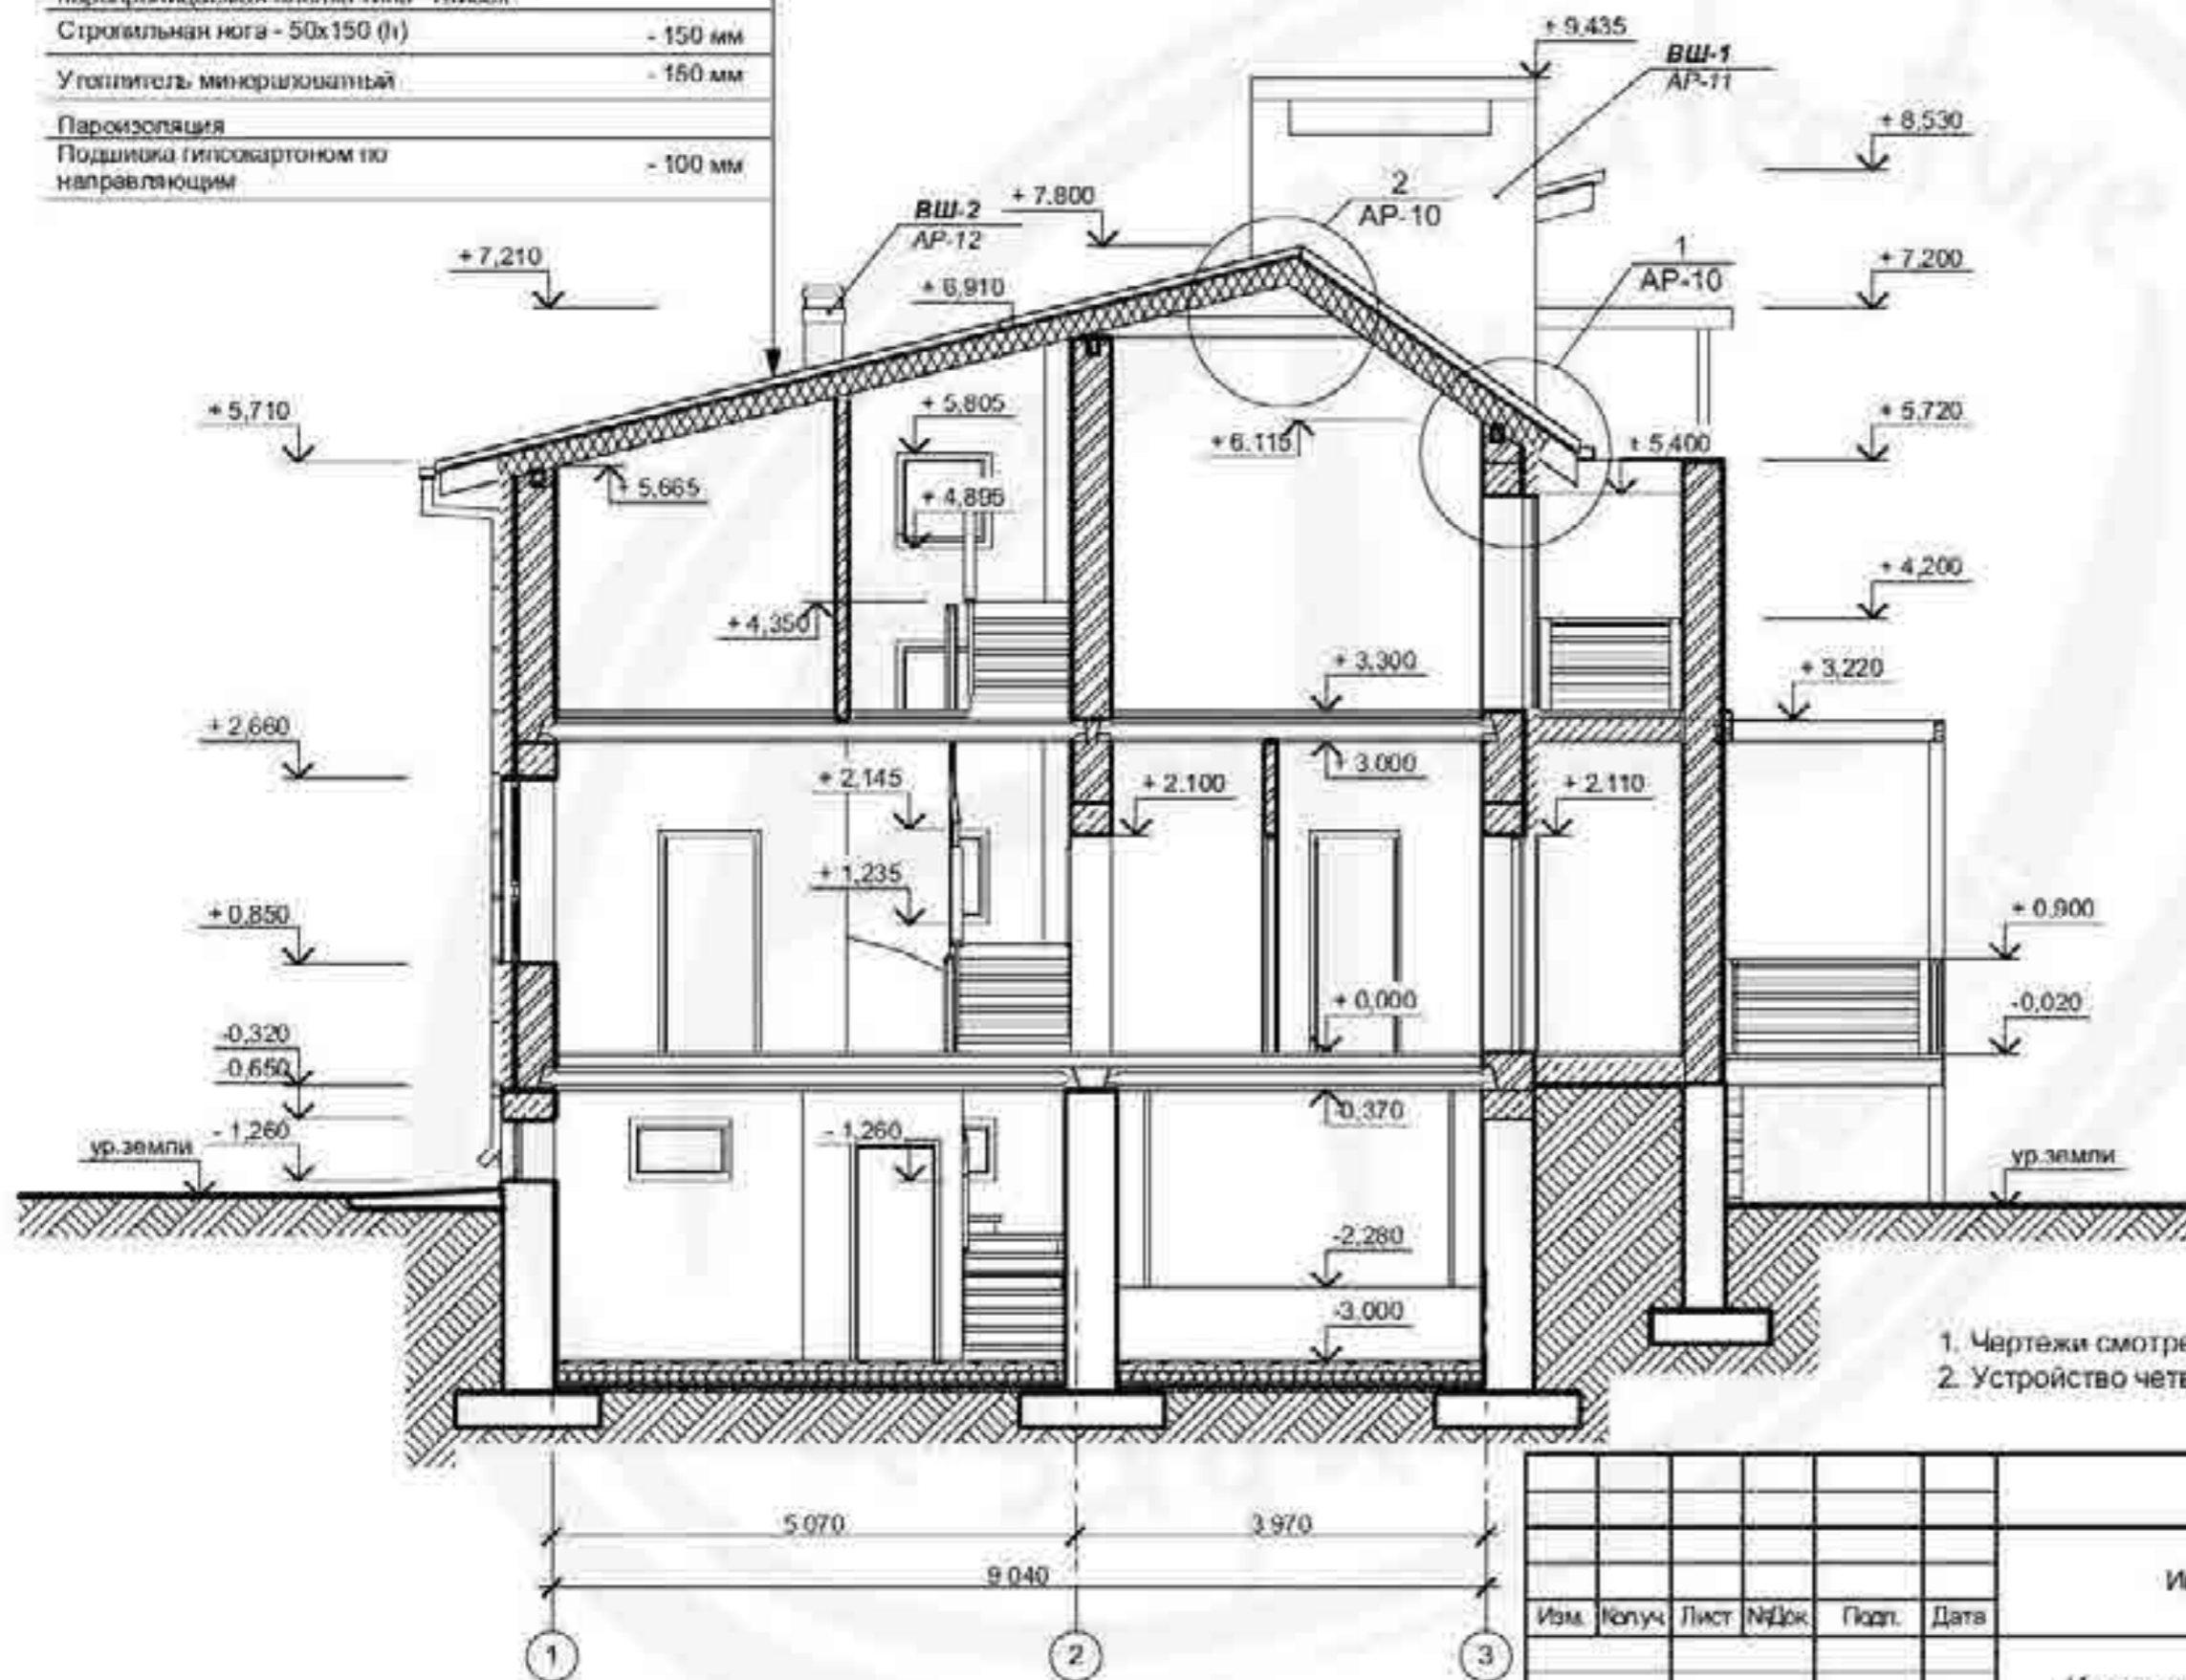 Стропильная нога - 50х150 (h) - 150 мм
Утеплитель минераловатный - 150 мм
Пароизоляция
Подшивка гипсокартоном по
направляющим - 100 мм
+ 9,435
ВШ-1
АР-11
+ 8,530
2
АР-10
ВШ-2
АР-12
+ 7.800
+ 7,210
1
АР-10
+ 7,200
+ 6,910
+ 5,710
+ 5,805
+ 5,720
+ 6.115
+ 5.400
+ 5,665
+ 4,895
+ 4,200
+ 4,350
+ 3,300
+ 3,220
+ 2,660
+ 3.000
+ 2,145
+ 2.100
+ 2.110
+ 1,235
+ 0,850
+ 0,900
+ 0,000
-0,020
-0,320
-0,650
-0,370
- 1,260
- 1,260
ур.земли
ур.земли
-2,280
-3,000
1. Чертежи смотре
2. Устройство четв
5 070
3 970
9 040
Изм. Кол.уч Лист №Док Подп. Дата
1
2
3